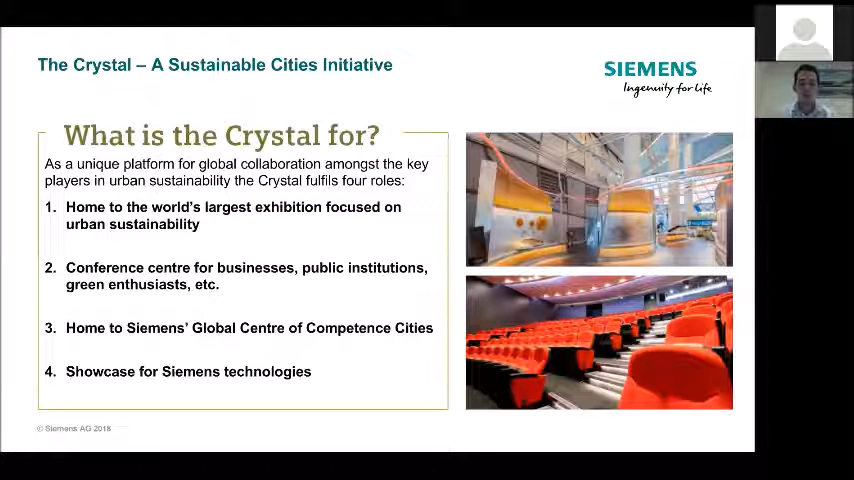 The Crystal – A Sustainable Cities Initiative
SIEMENS
Ingenuity for life
What is the Crystal for?
As a unique platform for global collaboration amongst the key
players in urban sustainability the Crystal fulfils four roles:
1. Home to the world's largest exhibition focused on
urban sustainability
2. Conference centre for businesses, public institutions,
green enthusiasts, etc.
3. Home to Siemens' Global Centre of Competence Cities
4. Showcase for Siemens technologies
© Siemens AG 2018